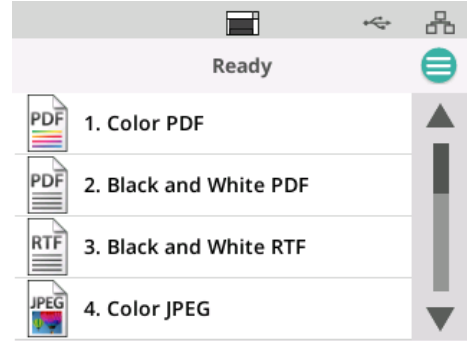 Ready
PDF
1. Color PDF
PDF
2. Black and White PDF
RTF
3. Black and White RTF
JPEG
4. Color JPEG